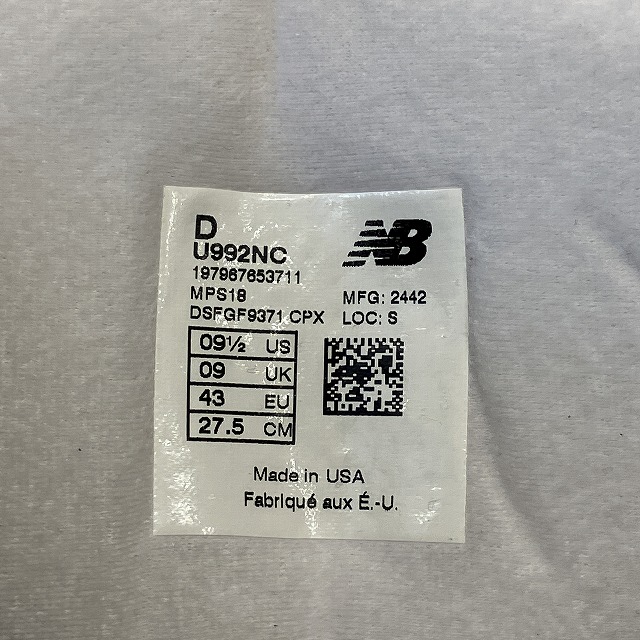 D
U992NC
NB
197967653711
MPS18
MFG: 2442
DSFGF9371 CPX
LOC: S
09½ US
09 UK
43 EU
27.5 CM
Made in USA
Fabriqué aux É.-U.